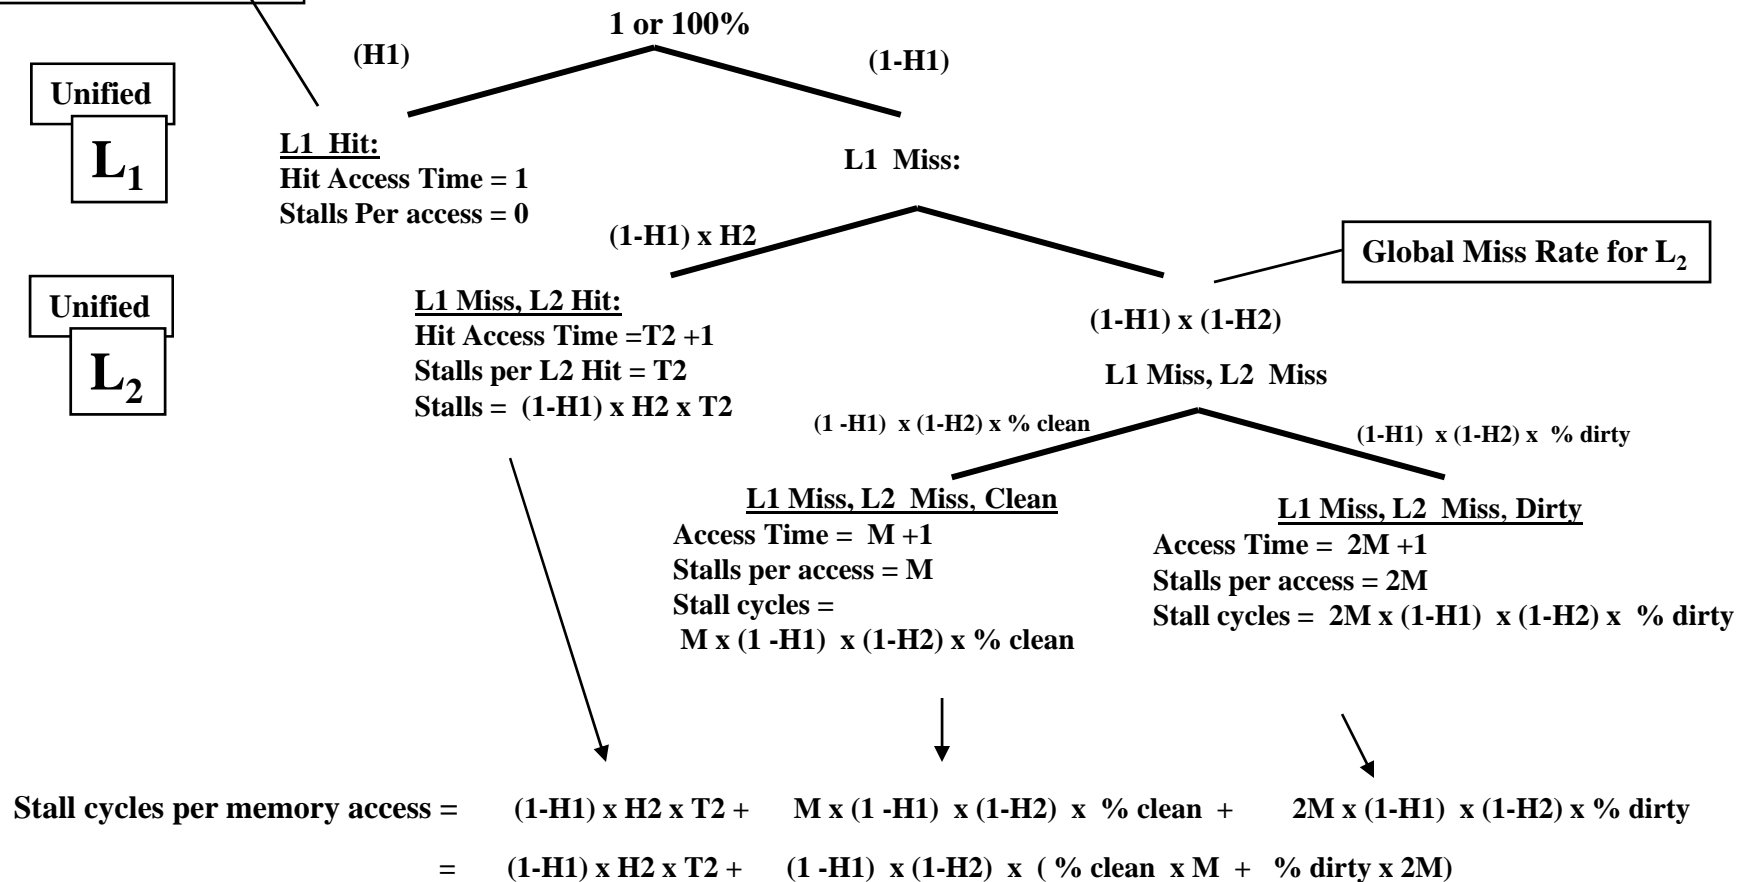 1 or 100%
(H1)
(1-H1)
Unified
L1
L1 Hit:
Hit Access Time = 1
Stalls Per access = 0
L1 Miss:
(1-H1) x H2
Global Miss Rate for L2
Unified
L2
L1 Miss, L2 Hit:
Hit Access Time =T2 +1
Stalls per L2 Hit = T2
Stalls = (1-H1) x H2 x T2
(1-H1) x (1-H2)
L1 Miss, L2 Miss
(1 -H1) x (1-H2) x % clean
(1-H1) x (1-H2) x % dirty
L1 Miss, L2 Miss, Clean
Access Time = M +1
Stalls per access = M
Stall cycles =
M x (1 -H1) x (1-H2) x % clean
L1 Miss, L2 Miss, Dirty
Access Time = 2M +1
Stalls per access = 2M
Stall cycles = 2M x (1-H1) x (1-H2) x % dirty
Stall cycles per memory access = (1-H1) x H2 x T2 + M x (1 -H1) x (1-H2) x % clean + 2M x (1-H1) x (1-H2) x % dirty
= (1-H1) x H2 x T2 + (1 -H1) x (1-H2) x ( % clean x M + % dirty x 2M)